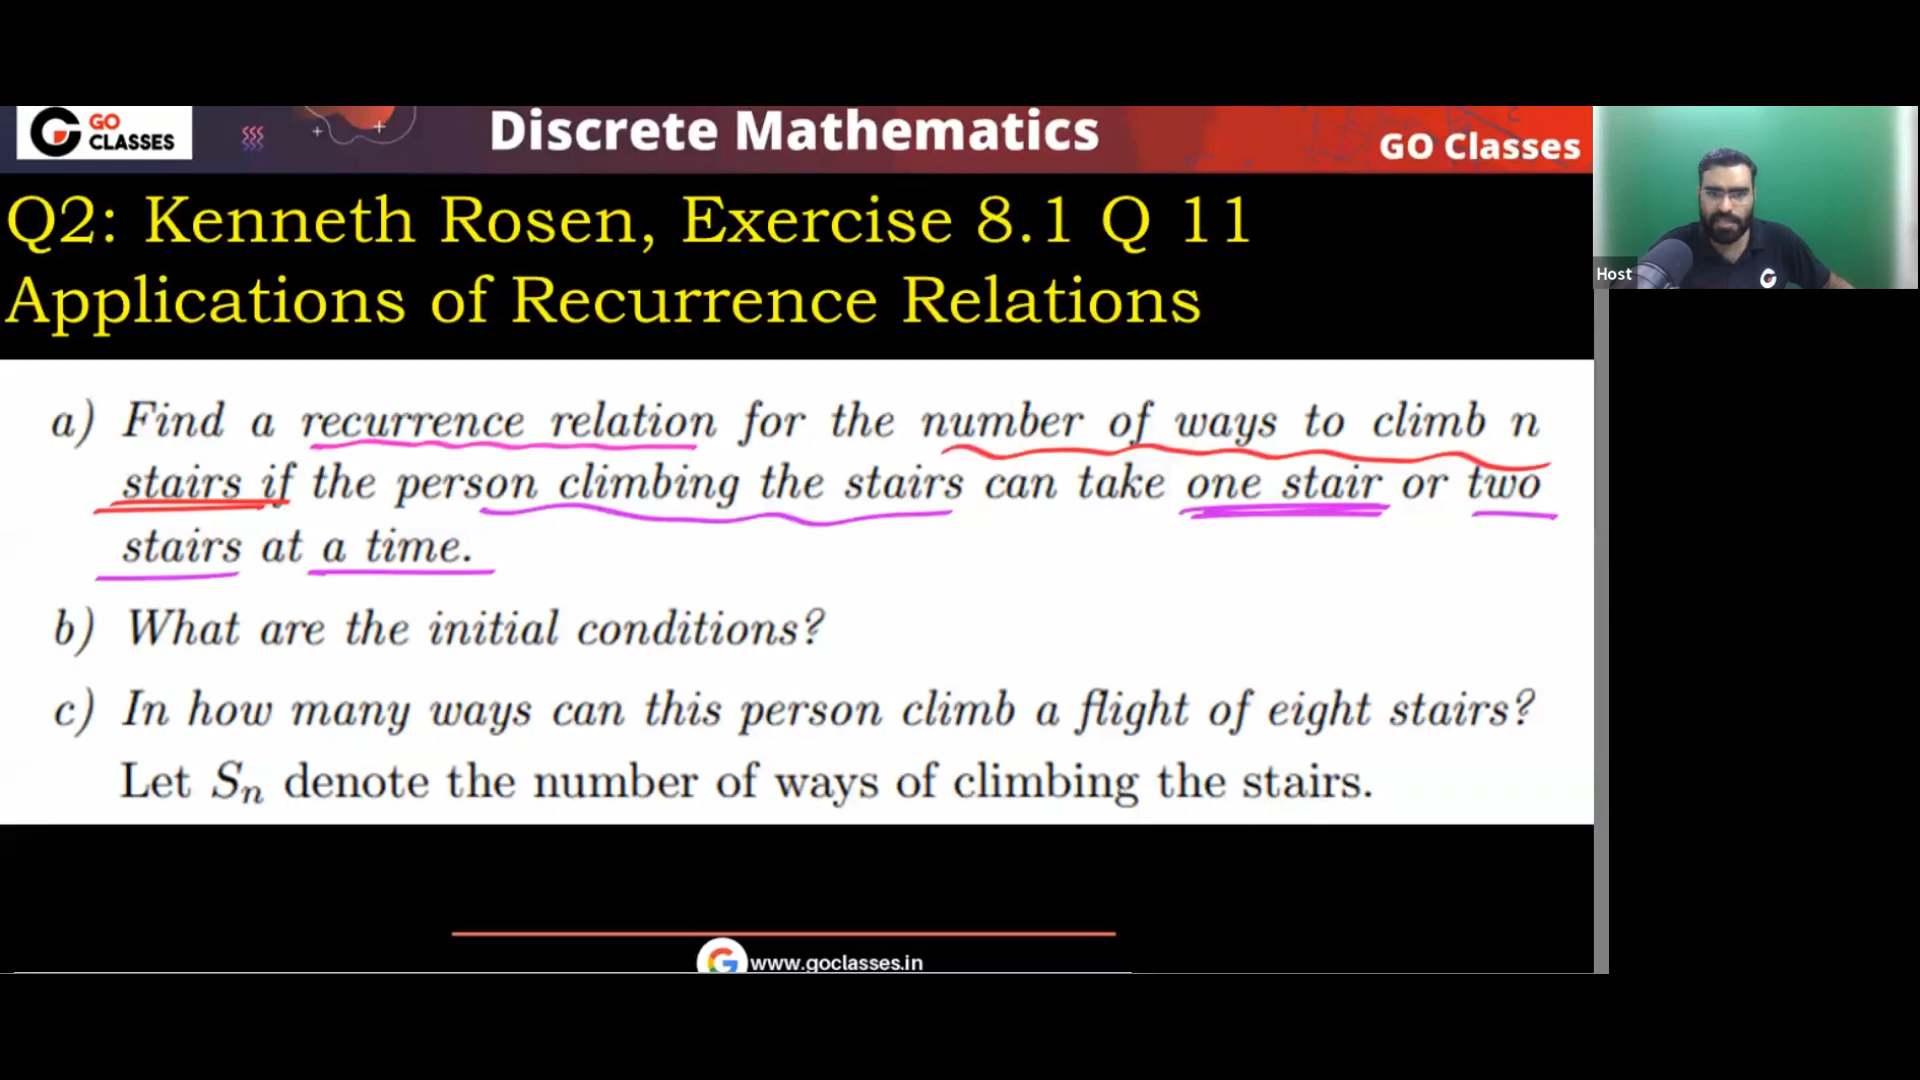 GO
CLASSES
Discrete Mathematics
GO Classes
Host
Q2: Kenneth Rosen, Exercise 8.1 Q 11
Applications of Recurrence Relations
a) Find a recurrence relation for the number of ways to climb n
stairs if the person climbing the stairs can take one stair or two
stairs at a time.
b) What are the initial conditions?
c) In how many ways can this person climb a flight of eight stairs?
Let Sₙ denote the number of ways of climbing the stairs.
www.goclasses.in